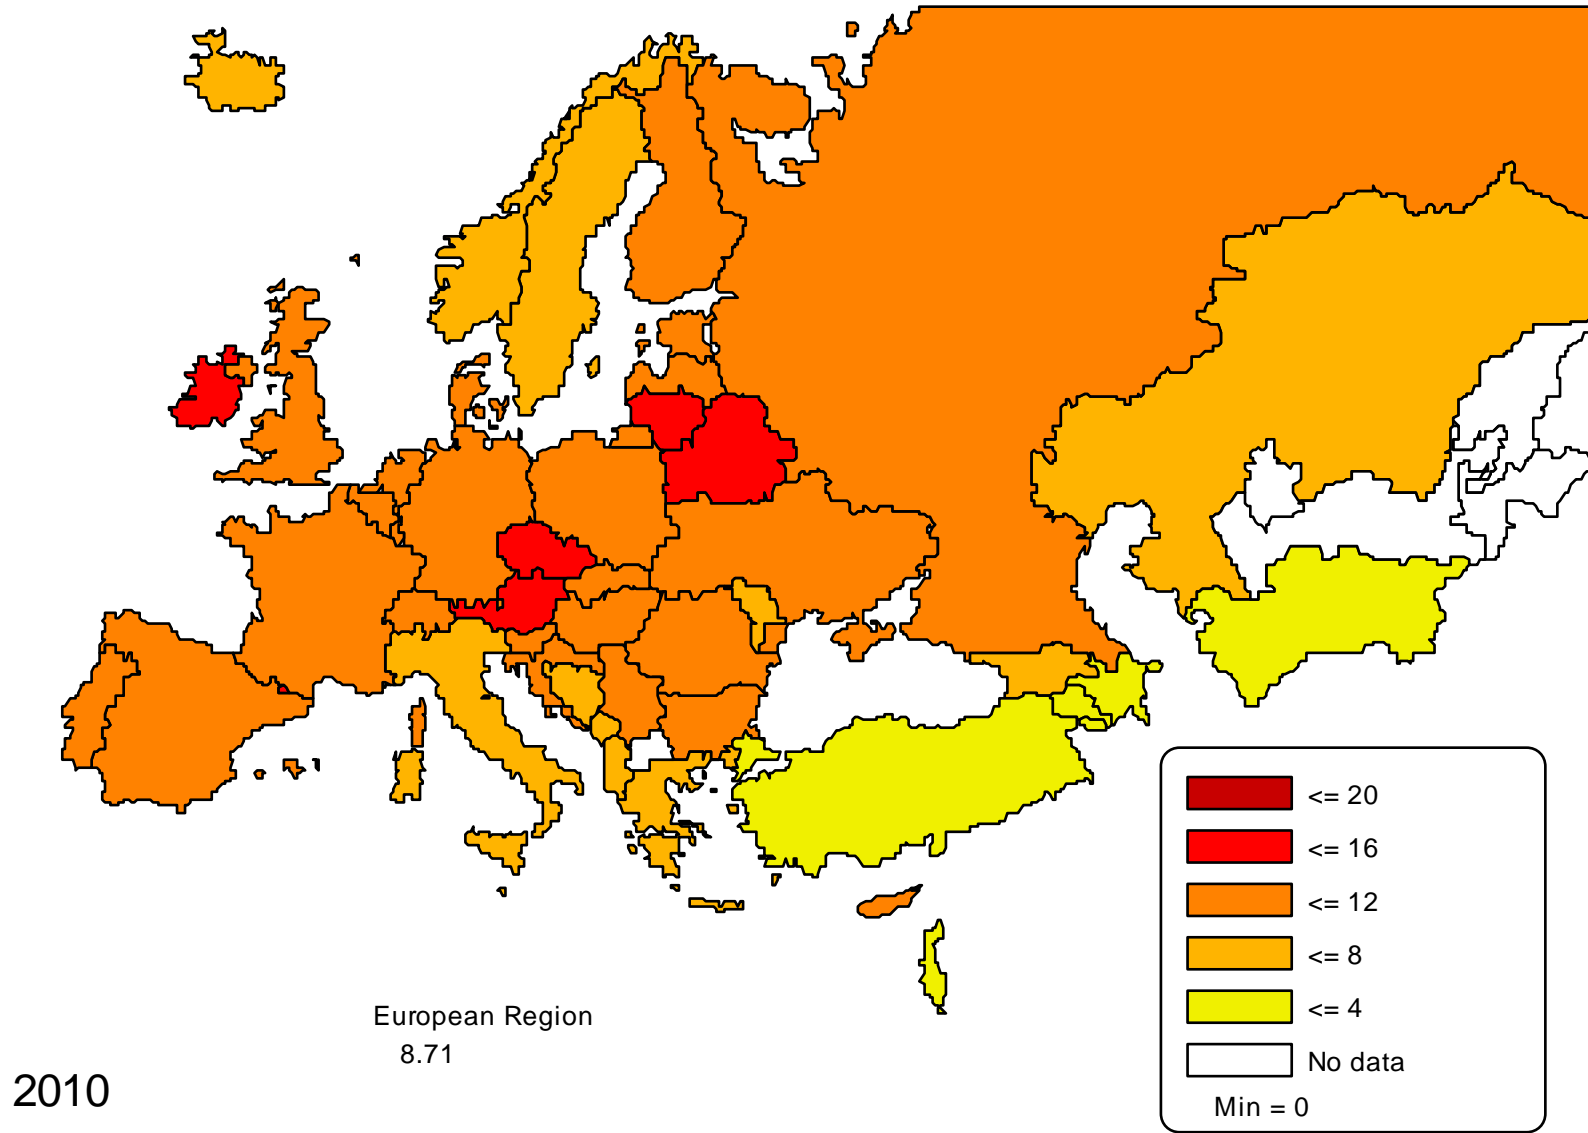 <= 20
<= 16
<= 12
<= 8
<= 4
No data
Min = 0
European Region
8.71
2010